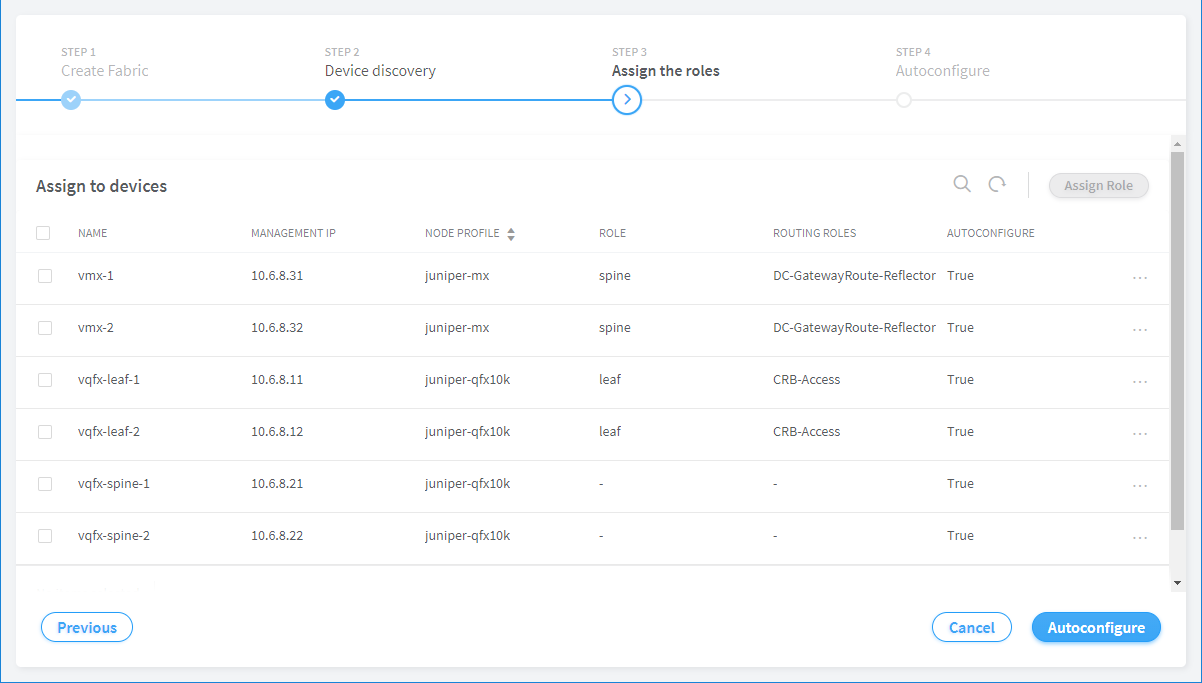 STEP 1 STEP 2 STEP 3 STEP 4
Create Fabric Device discovery Assign the roles Autoconfigure
Assign to devices Assign Role
NAME MANAGEMENT IP NODE PROFILE ROLE ROUTING ROLES AUTOCONFIGURE
vmx-1 10.6.8.31 juniper-mx spine DC-GatewayRoute-Reflector True ...
vmx-2 10.6.8.32 juniper-mx spine DC-GatewayRoute-Reflector True ...
vqfx-leaf-1 10.6.8.11 juniper-qfx10k leaf CRB-Access True ...
vqfx-leaf-2 10.6.8.12 juniper-qfx10k leaf CRB-Access True ...
vqfx-spine-1 10.6.8.21 juniper-qfx10k - - True ...
vqfx-spine-2 10.6.8.22 juniper-qfx10k - - True ...
Previous Cancel Autoconfigure